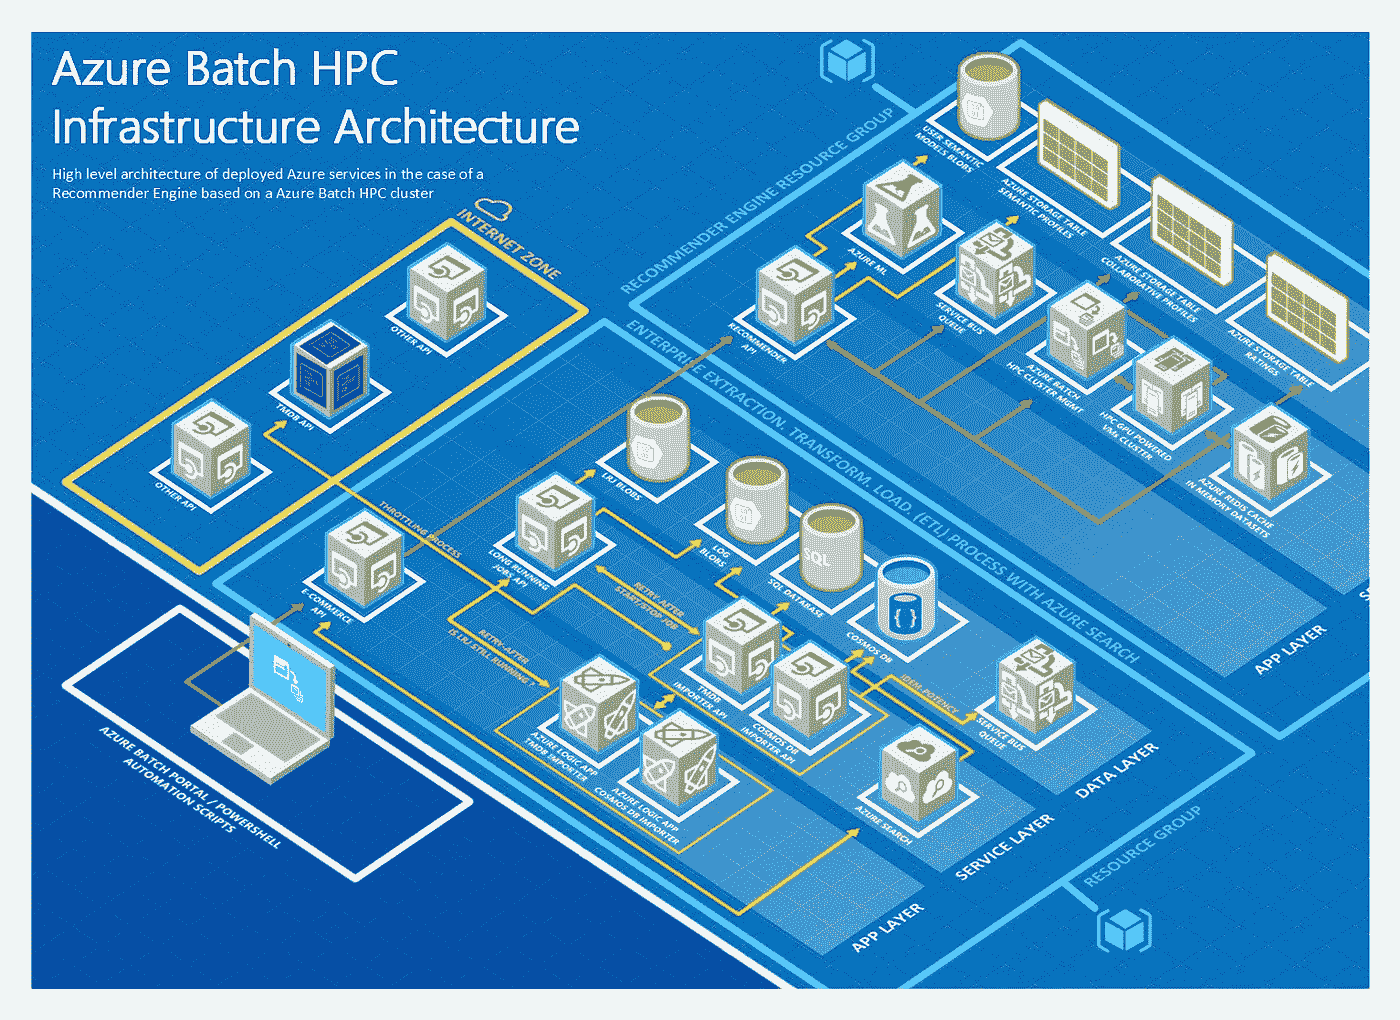 Azure Batch HPC
Infrastructure Architecture
High level architecture of deployed Azure services in the case of a
Recommender Engine based on a Azure Batch HPC cluster
INTERNET ZONE
OTHER API
TMDB API
OTHER API
RECOMMENDER ENGINE RESOURCE GROUP
USER SEMANTIC
MODELS BLOBS
AZURE STORAGE TABLE
SEMANTIC PROFILES
AZURE STORAGE TABLE
COLLABORATIVE PROFILES
AZURE STORAGE TABLE
RATINGS
AZURE ML
SERVICE BUS
QUEUE
RECOMMENDER
API
AZURE BATCH
HPC CLUSTER MGMT
HPC GPU POWERED
VMs CLUSTER
AZURE REDIS CACHE
IN MEMORY DATASETS
APP LAYER
S
ENTERPRISE EXTRACTION, TRANSFORM, LOAD, (ETL) PROCESS WITH AZURE SEARCH
LRJ BLOBS
LOG
BLOBS
SQL
SQL DATABASE
{ }
COSMOS DB
THROTTLING PROCESS
LONG RUNNING
JOBS API
E-COMMERCE
API
RETRY-AFTER
START/STOP JOB
RETRY-AFTER
IS LRJ STILL RUNNING ?
TMDB
IMPORTER API
COSMOS DB
IMPORTER API
IDEM-POTENCY
SERVICE BUS
QUEUE
AZURE LOGIC APP
TMDB IMPORTER
AZURE LOGIC APP
COSMOS DB IMPORTER
AZURE SEARCH
DATA LAYER
SERVICE LAYER
APP LAYER
RESOURCE GROUP
AZURE BATCH PORTAL / POWERSHELL
AUTOMATION SCRIPTS